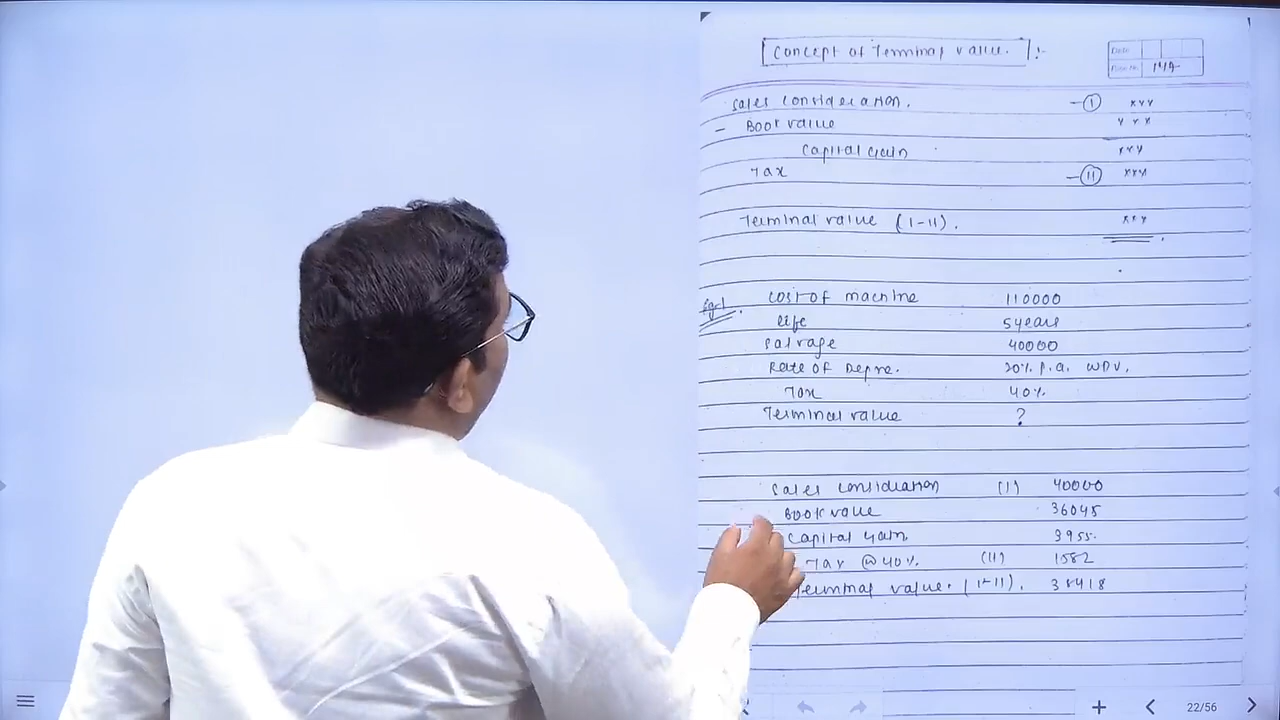 Concept of Terminal Value. :-
Date
Page No. 149
Sales consideration. - (I) xxx
- Book value xxx
Capital Gain xxx
Tax - (II) xxx
Terminal value (I-II). xxx
Eg-1 Cost of machine 110000
life 5 years
Salvage 40000
Rate of Depre. 20% P.a. WDV.
Tax 40%
Terminal value ?
Sales consideration (I) 40000
Book value 36045
Capital Gain 3955
Tax @ 40% (II) 1582
Terminal value. (I-II). 38418
22/56